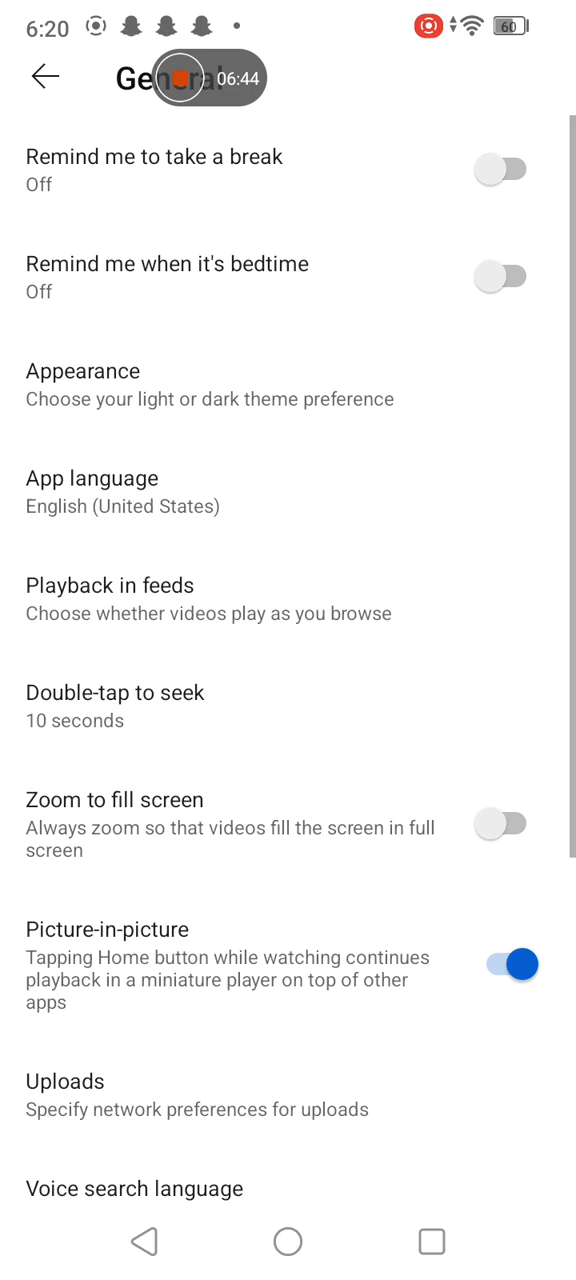 6:20
60
General
06:44
Remind me to take a break
Off
Remind me when it's bedtime
Off
Appearance
Choose your light or dark theme preference
App language
English (United States)
Playback in feeds
Choose whether videos play as you browse
Double-tap to seek
10 seconds
Zoom to fill screen
Always zoom so that videos fill the screen in full
screen
Picture-in-picture
Tapping Home button while watching continues
playback in a miniature player on top of other
apps
Uploads
Specify network preferences for uploads
Voice search language